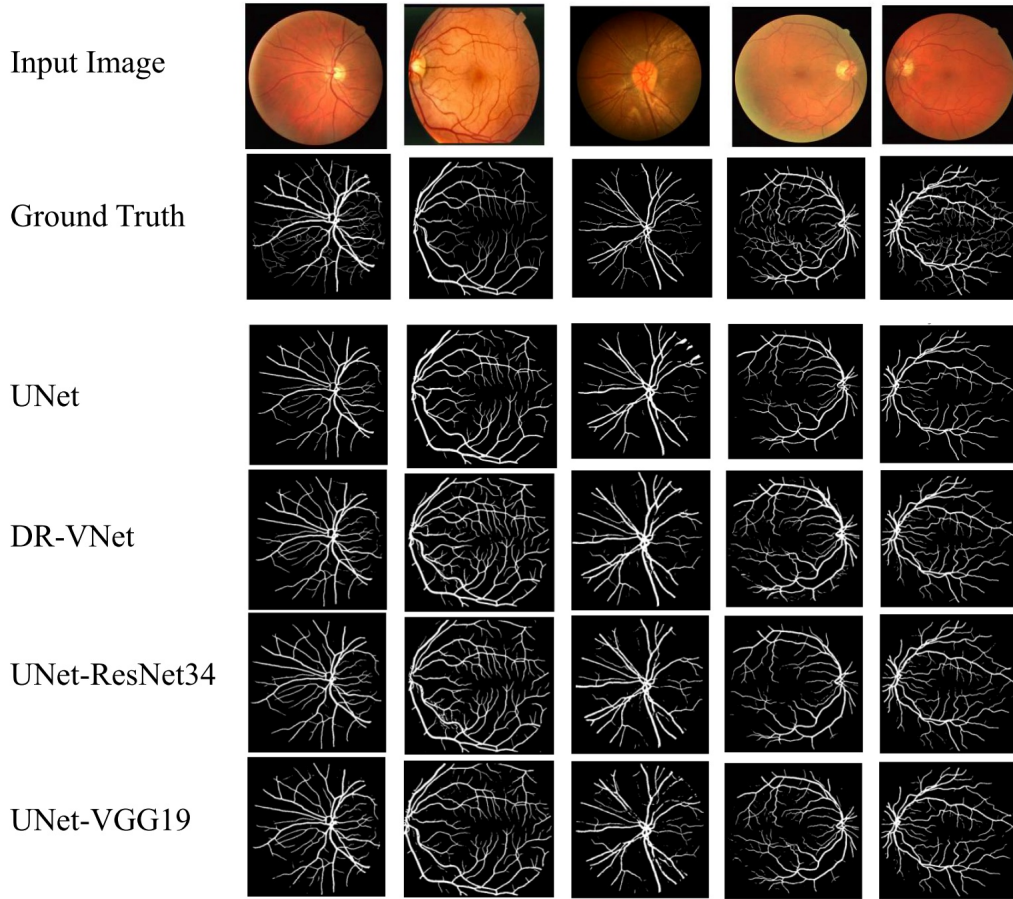 Input Image
Ground Truth
UNet
DR-VNet
UNet-ResNet34
UNet-VGG19